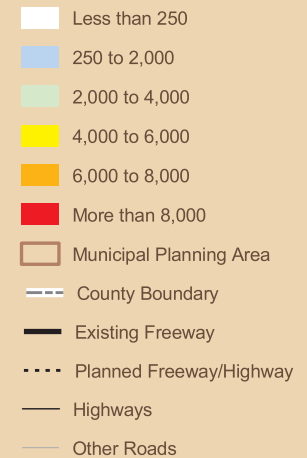 Less than 250
250 to 2,000
2,000 to 4,000
4,000 to 6,000
6,000 to 8,000
More than 8,000
Municipal Planning Area
County Boundary
Existing Freeway
Planned Freeway/Highway
Highways
Other Roads